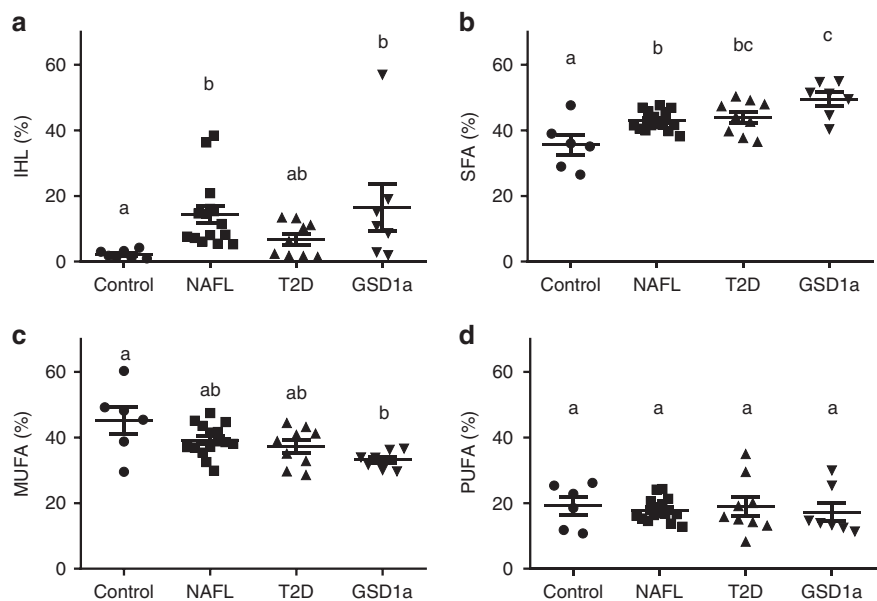 a
IHL (%)
60
40
20
0
a
b
ab
b
Control NAFL T2D GSD1a
b
SFA (%)
60
40
20
0
a
b
bc
c
Control NAFL T2D GSD1a
c
MUFA (%)
60
40
20
0
a
ab
ab
b
Control NAFL T2D GSD1a
d
PUFA (%)
60
40
20
0
a a a a
Control NAFL T2D GSD1a